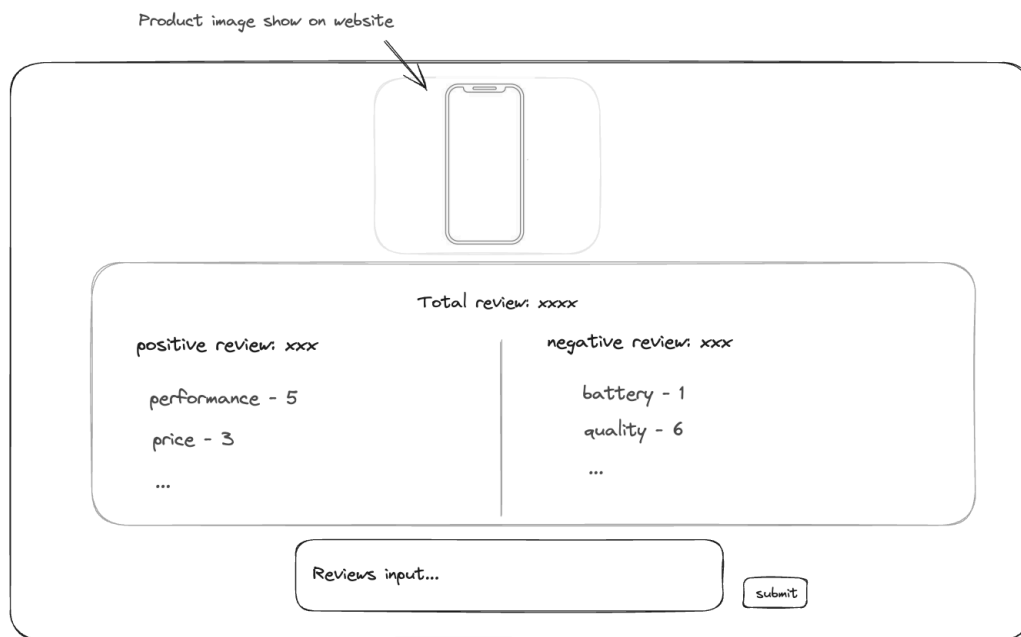 Product image show on website
Total review: xxxx
positive review: xxx
performance - 5
price - 3
...
negative review: xxx
battery - 1
quality - 6
...
Reviews input...
submit